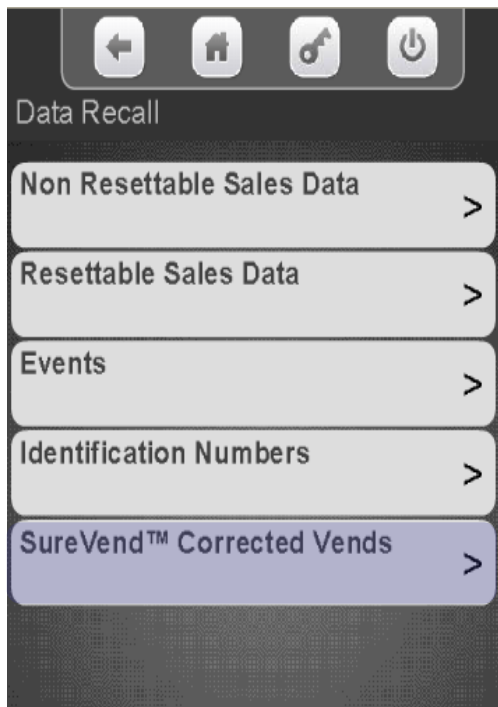 Data Recall
Non Resettable Sales Data
>
Resettable Sales Data
>
Events
>
Identification Numbers
>
SureVend™ Corrected Vends
>